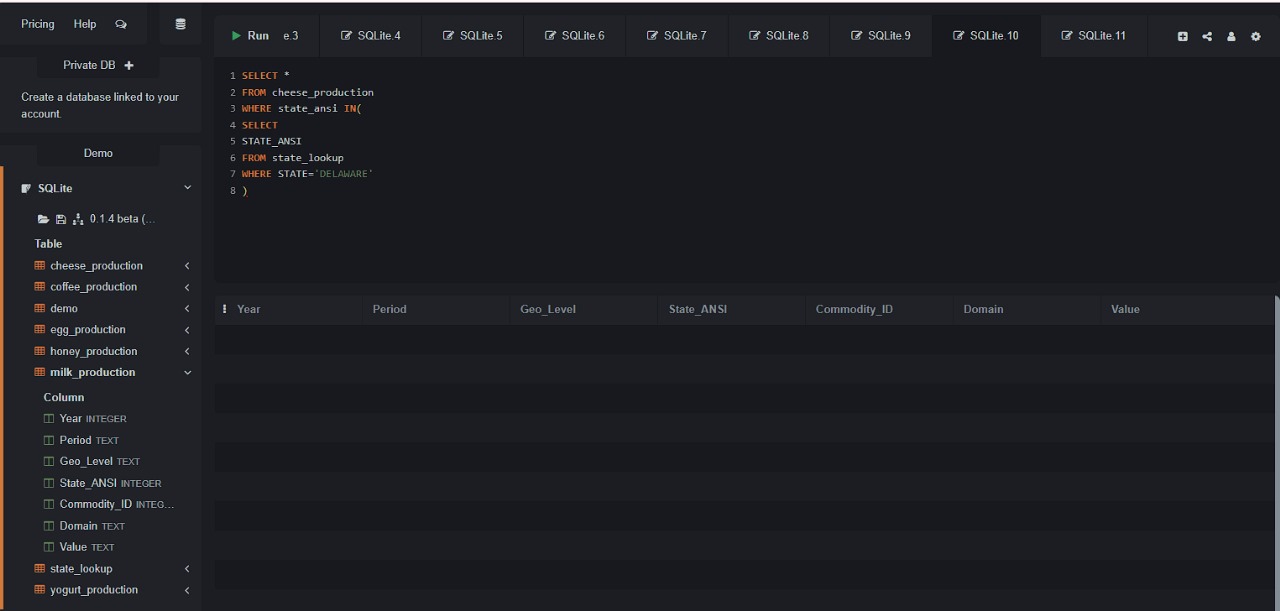 Pricing Help
Run e.3 SQLite.4 SQLite.5 SQLite.6 SQLite.7 SQLite.8 SQLite.9 SQLite.10 SQLite.11
Private DB
Create a database linked to your
account.
Demo
SQLite
0.1.4 beta (...
Table
cheese_production
coffee_production
demo
egg_production
honey_production
milk_production
Column
Year INTEGER
Period TEXT
Geo_Level TEXT
State_ANSI INTEGER
Commodity_ID INTEG...
Domain TEXT
Value TEXT
state_lookup
yogurt_production
1 SELECT *
2 FROM cheese_production
3 WHERE state_ansi IN(
4 SELECT
5 STATE_ANSI
6 FROM state_lookup
7 WHERE STATE='DELAWARE'
8 )
Year Period Geo_Level State_ANSI Commodity_ID Domain Value